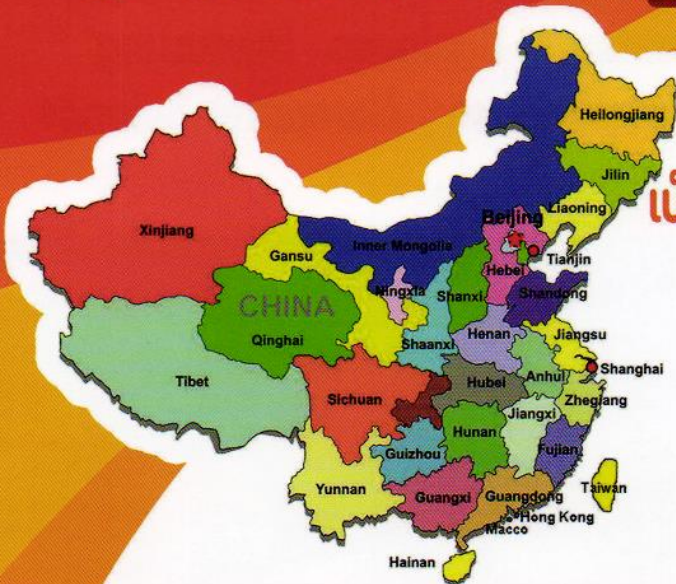 Heilongjiang
Jilin
Liaoning
Beijing
Xinjiang
Inner Mongolia
Gansu
Tianjin
Hebei
Ningxia
Shanxi
Shandong
CHINA
Qinghai
Shaanxi
Henan
Jiangsu
Shanghai
Tibet
Sichuan
Hubei
Anhui
Zhegiang
Jiangxi
Hunan
Guizhou
Fujian
Yunnan
Guangxi
Guangdong
Taiwan
Hong Kong
Macco
Hainan